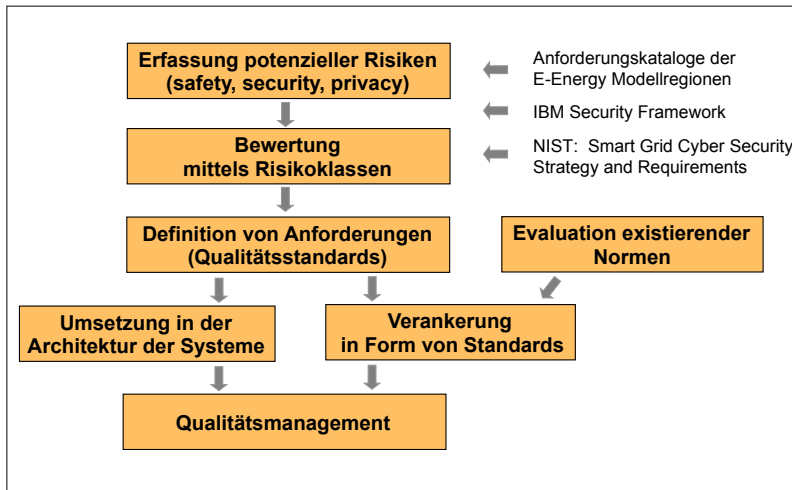 Erfassung potenzieller Risiken
(safety, security, privacy)
Anforderungskataloge der
E-Energy Modellregionen
IBM Security Framework
Bewertung
mittels Risikoklassen
NIST:  Smart Grid Cyber Security
Strategy and Requirements
Definition von Anforderungen
(Qualitätsstandards)
Evaluation existierender
Normen
Umsetzung in der
Architektur der Systeme
Verankerung
in Form von Standards
Qualitätsmanagement